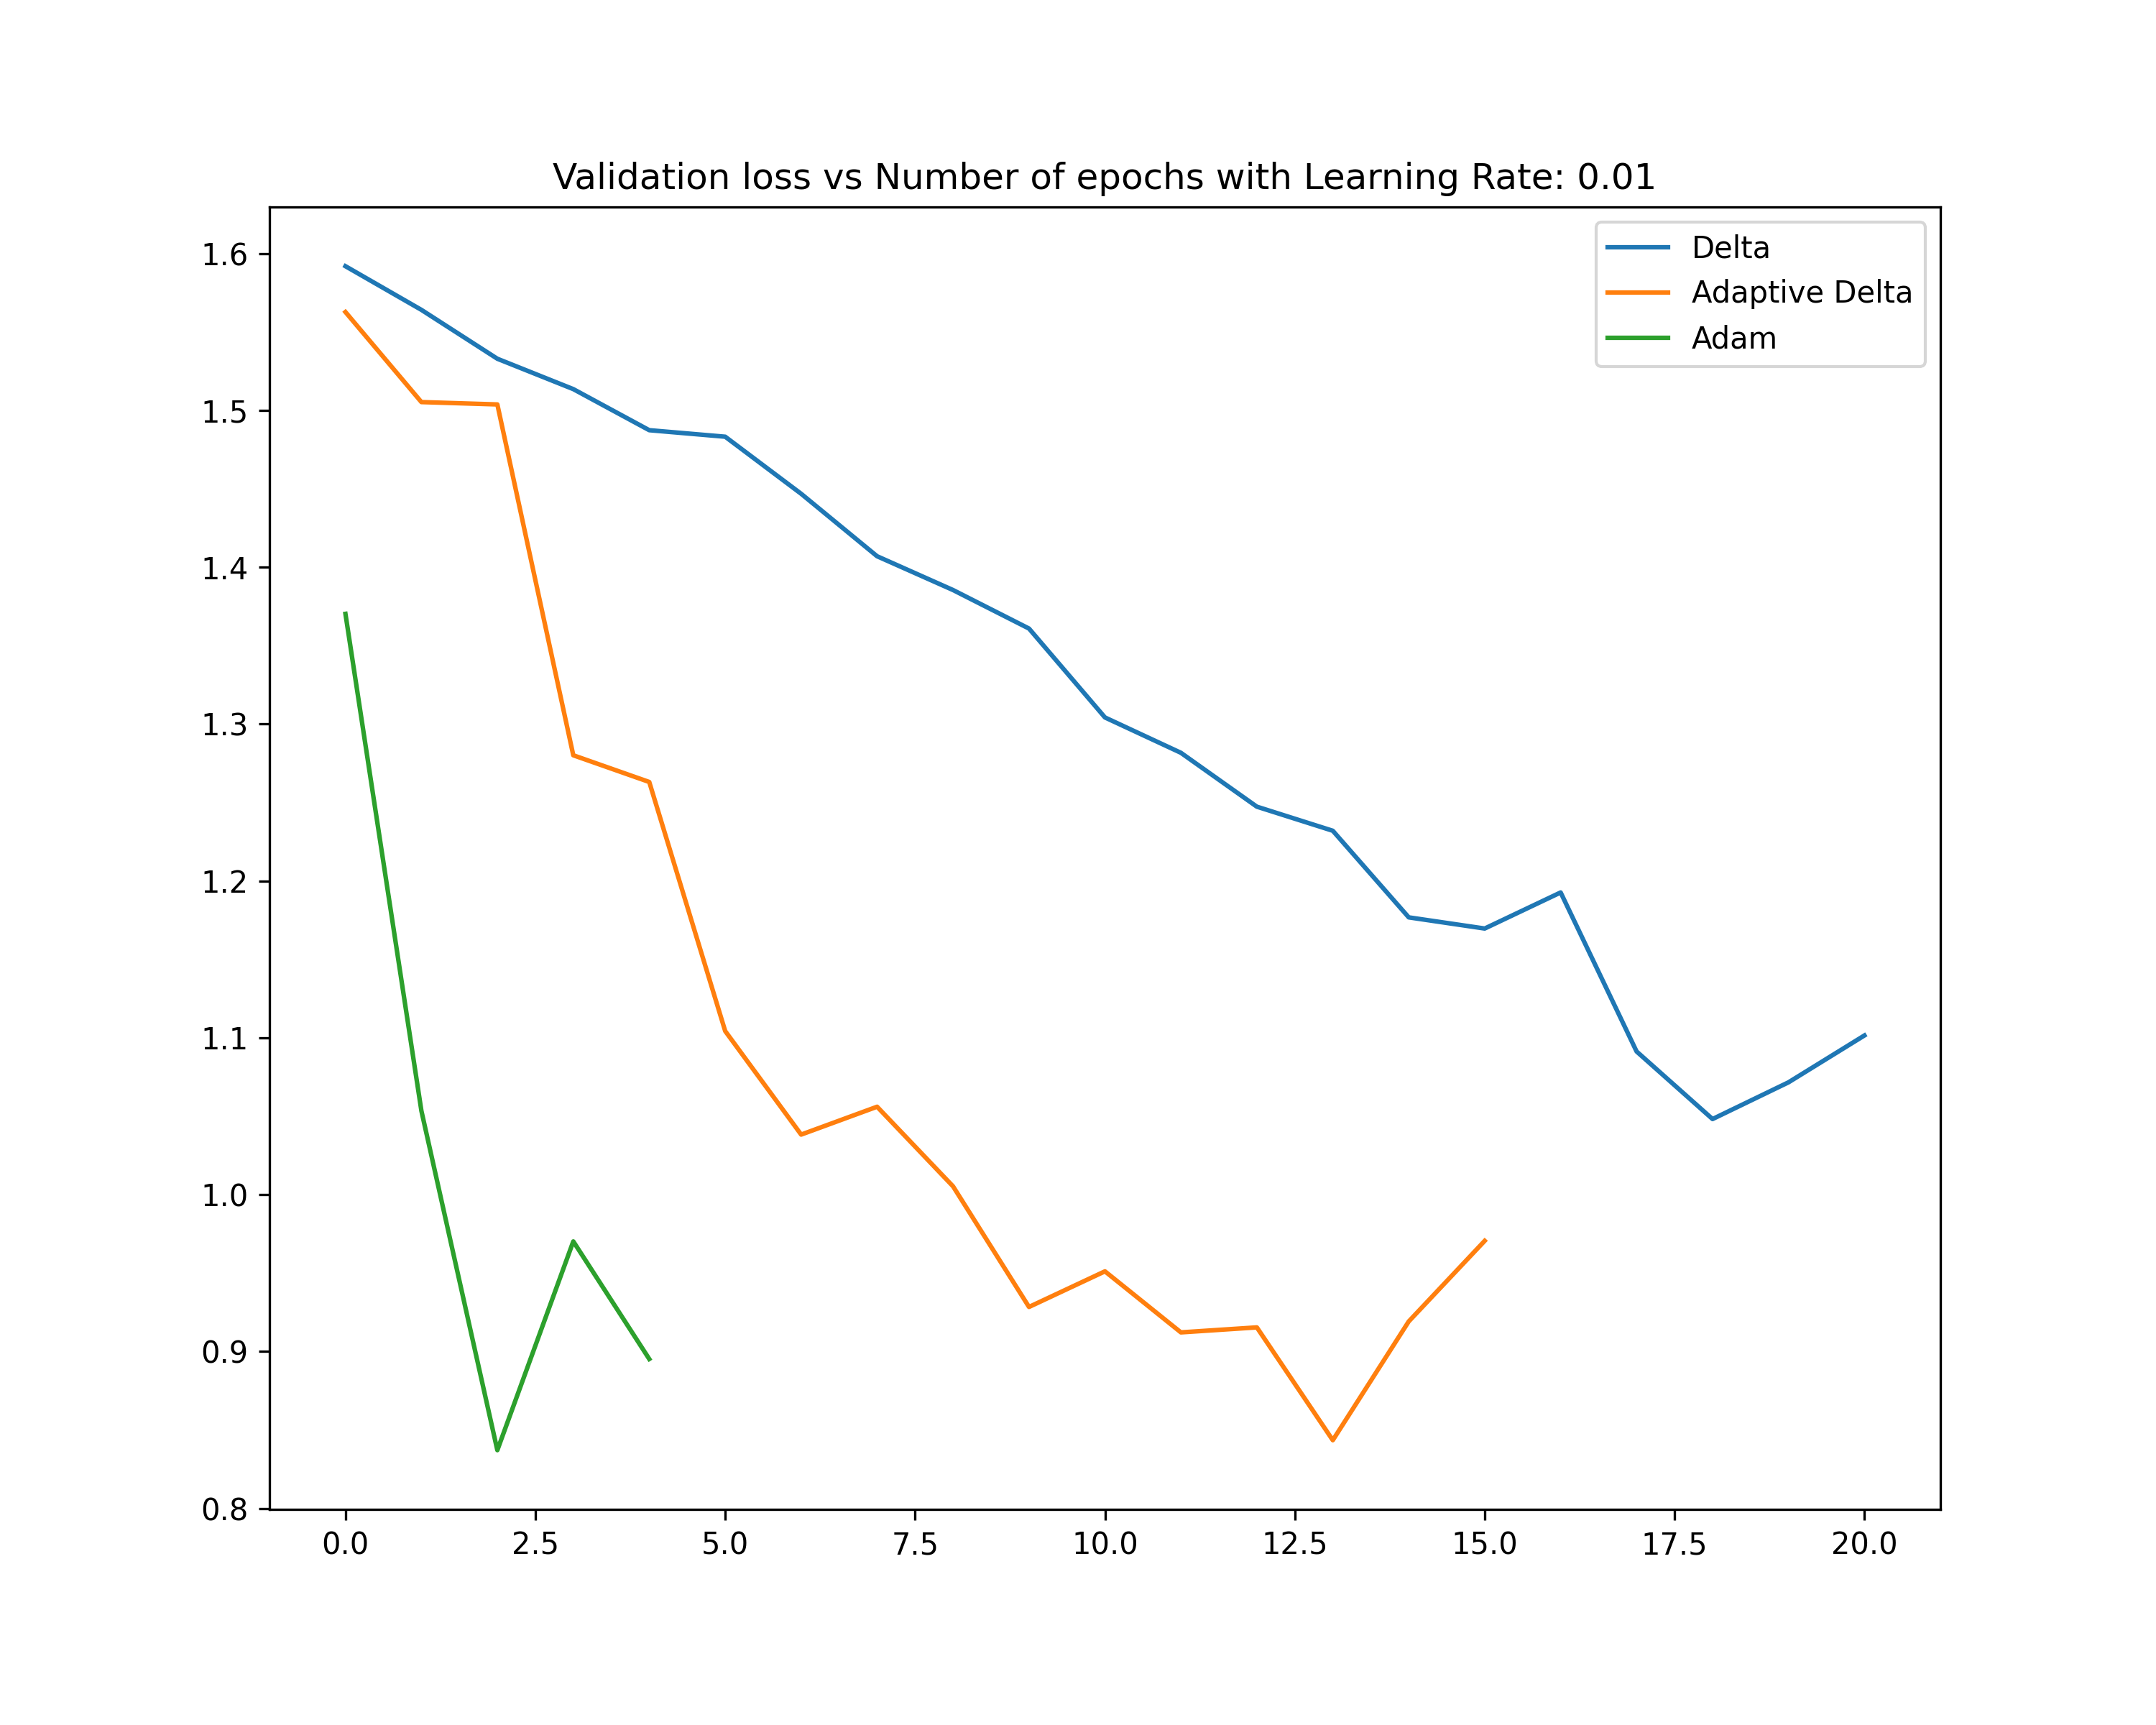 Validation loss vs Number of epochs with Learning Rate: 0.01
Delta
Adaptive Delta
Adam
1.6
1.5
1.4
1.3
1.2
1.1
1.0
0.9
0.8
0.0 2.5 5.0 7.5 10.0 12.5 15.0 17.5 20.0